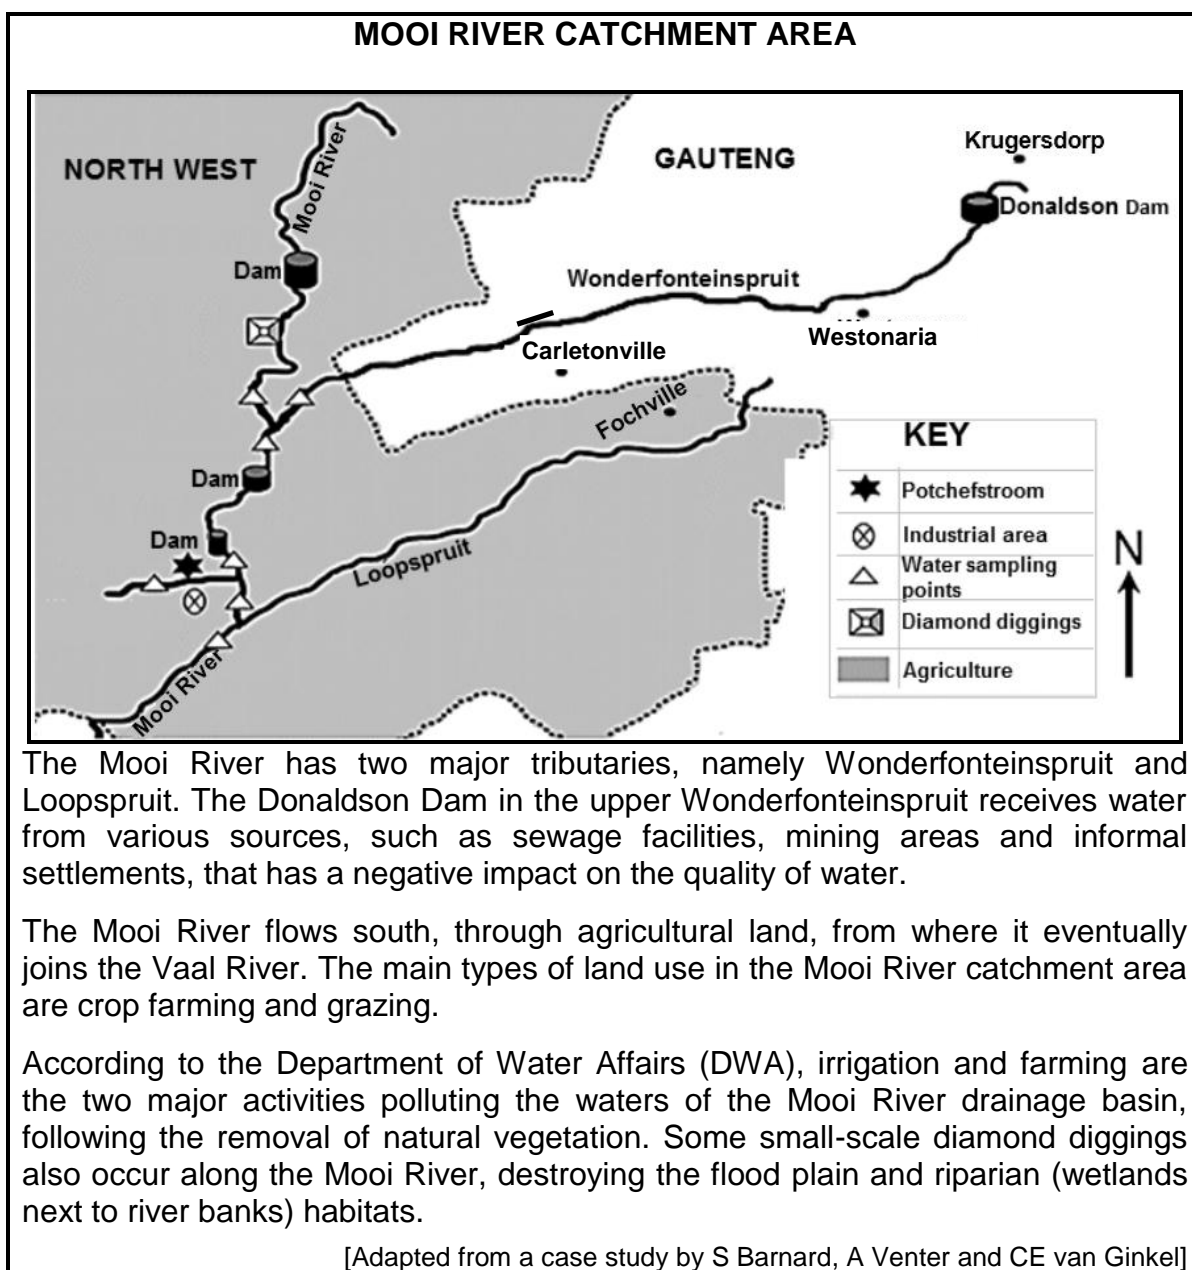 MOOI RIVER CATCHMENT AREA
NORTH WEST
Mooi River
GAUTENG
Krugersdorp
Donaldson Dam
Dam
Wonderfonteinspruit
Westonaria
Carletonville
Fochville
Dam
Dam
Loopspruit
Mooi River
KEY
Potchefstroom
Industrial area
Water sampling
points
Diamond diggings
Agriculture
N
The Mooi River has two major tributaries, namely Wonderfonteinspruit and
Loopspruit. The Donaldson Dam in the upper Wonderfonteinspruit receives water
from various sources, such as sewage facilities, mining areas and informal
settlements, that has a negative impact on the quality of water.
The Mooi River flows south, through agricultural land, from where it eventually
joins the Vaal River. The main types of land use in the Mooi River catchment area
are crop farming and grazing.
According to the Department of Water Affairs (DWA), irrigation and farming are
the two major activities polluting the waters of the Mooi River drainage basin,
following the removal of natural vegetation. Some small-scale diamond diggings
also occur along the Mooi River, destroying the flood plain and riparian (wetlands
next to river banks) habitats.
[Adapted from a case study by S Barnard, A Venter and CE van Ginkel]